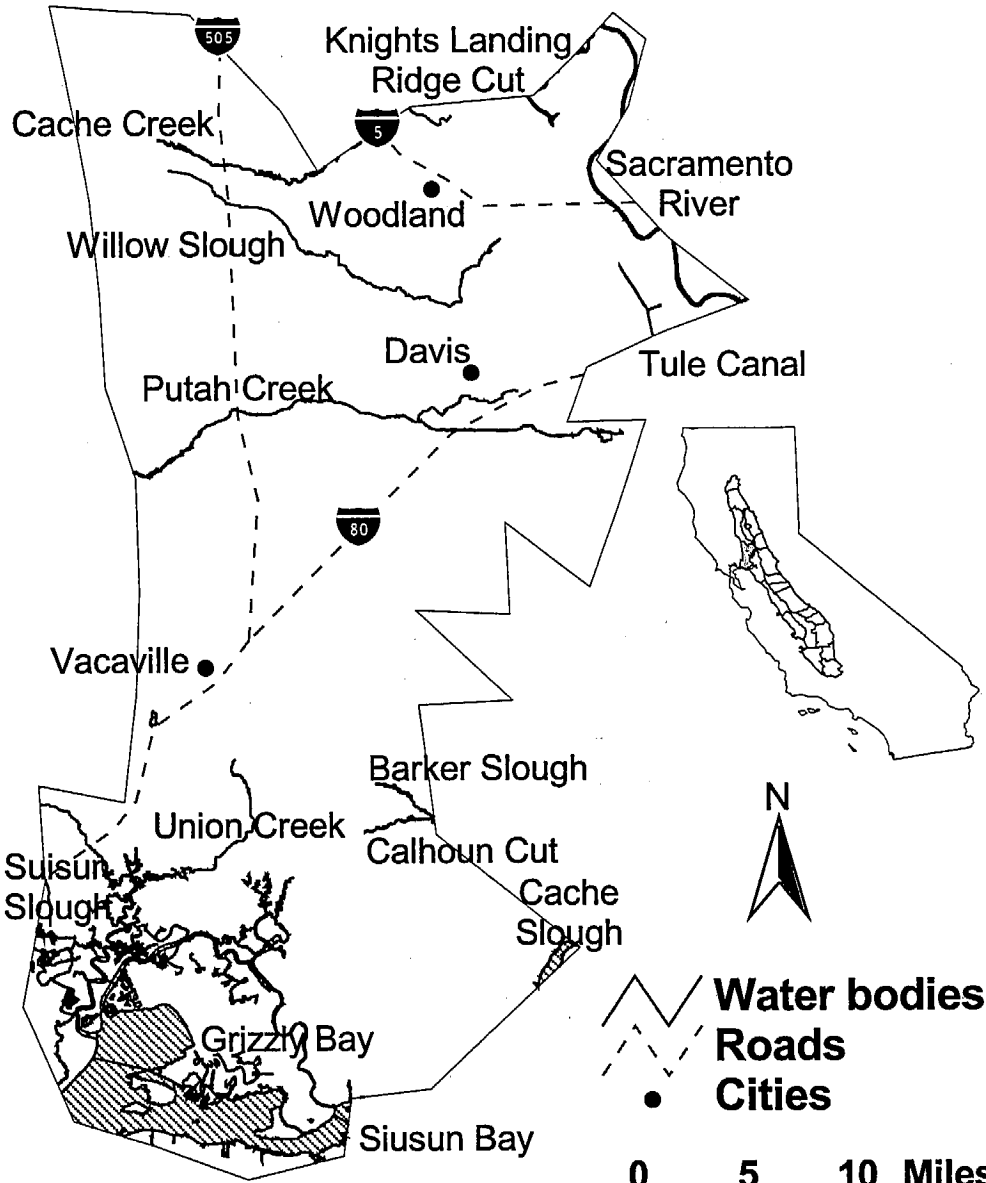 505
Knights Landing
Ridge Cut
Cache Creek
5
Sacramento
River
Woodland
Willow Slough
Davis
Tule Canal
Putah Creek
80
Vacaville
Barker Slough
Union Creek
Calhoun Cut
Suisun
Slough
Cache
Slough
N
Water bodies
Grizzly Bay
Roads
Cities
Siusun Bay
0 5 10 Miles